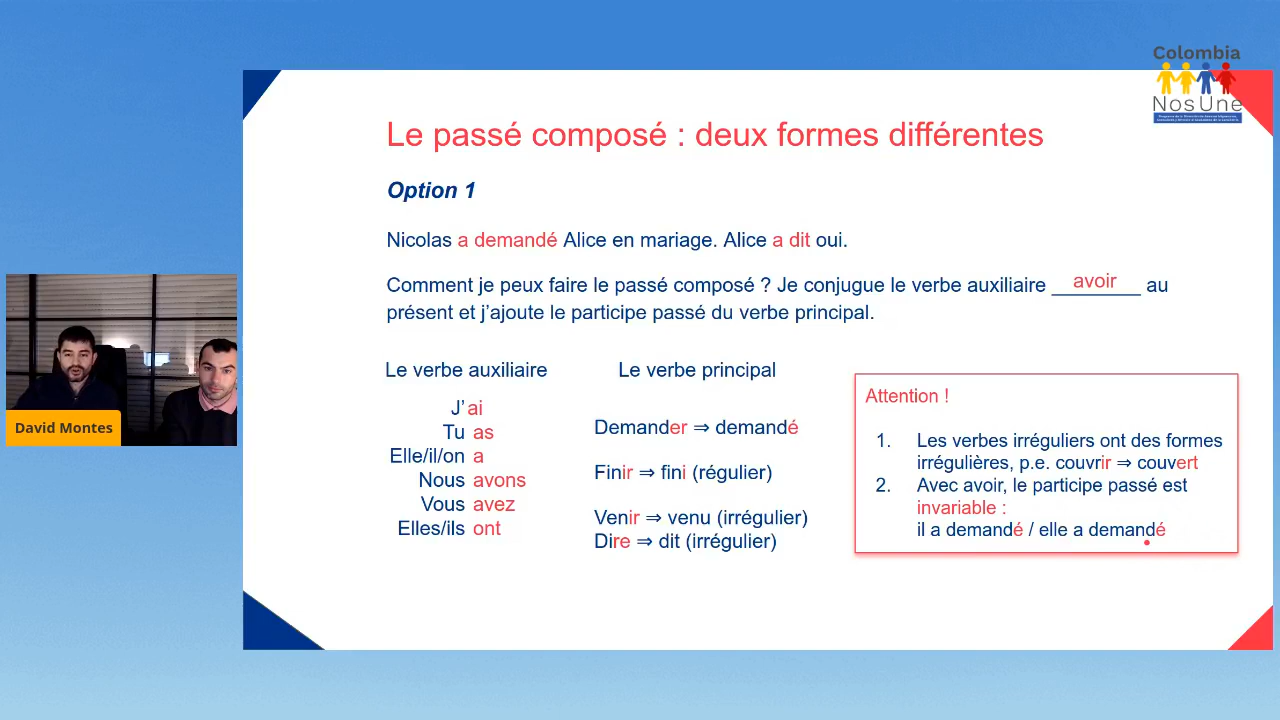 Colombia
NosUne
Le passé composé : deux formes différentes
Option 1
Nicolas a demandé Alice en mariage. Alice a dit oui.
Comment je peux faire le passé composé ? Je conjugue le verbe auxiliaire avoir au
présent et j’ajoute le participe passé du verbe principal.
Le verbe auxiliaire
J’ai
Tu as
Elle/il/on a
Nous avons
Vous avez
Elles/ils ont
Le verbe principal
Demander ⇒ demandé
Finir ⇒ fini (régulier)
Venir ⇒ venu (irrégulier)
Dire ⇒ dit (irrégulier)
Attention !
1. Les verbes irréguliers ont des formes
irrégulières, p.e. couvrir ⇒ couvert
2. Avec avoir, le participe passé est
invariable :
il a demandé / elle a demandé
David Montes